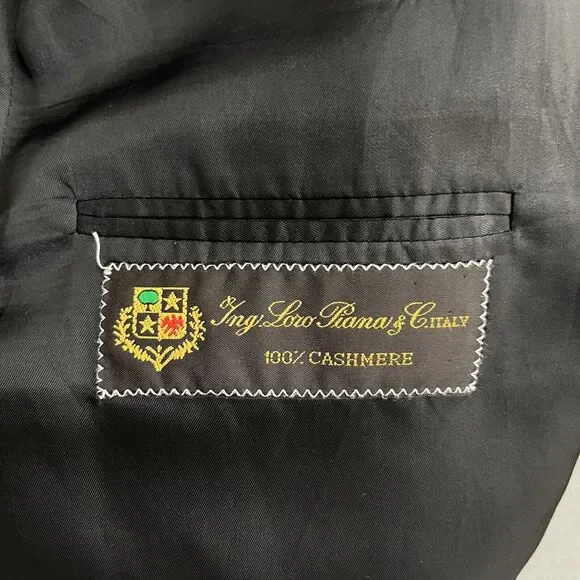 Ing. Loro Piana & C. ITALY
100% CASHMERE